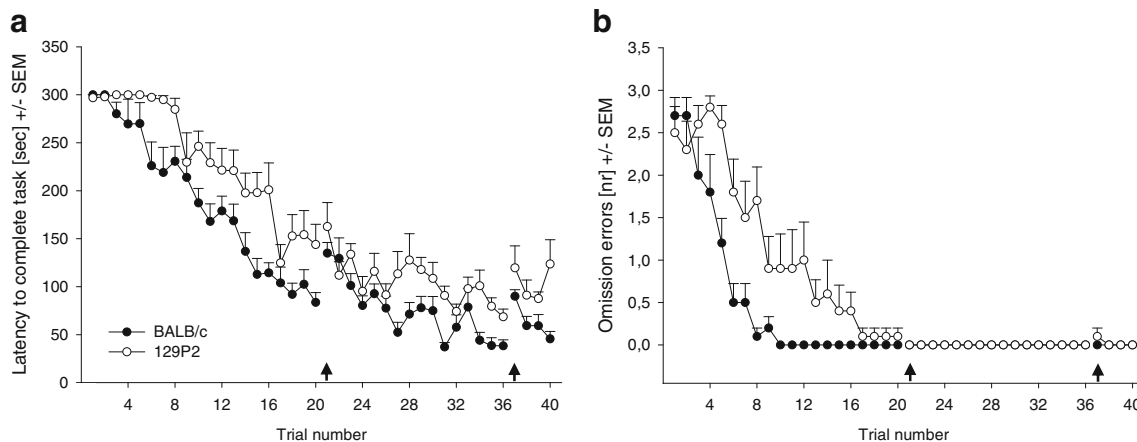 a
Latency to complete task [sec] +/- SEM
350
300
250
200
150
100
50
0
BALB/c
129P2
4 8 12 16 20 24 28 32 36 40
Trial number
b
Omission errors [nr] +/- SEM
3,5
3,0
2,5
2,0
1,5
1,0
0,5
0,0
4 8 12 16 20 24 28 32 36 40
Trial number